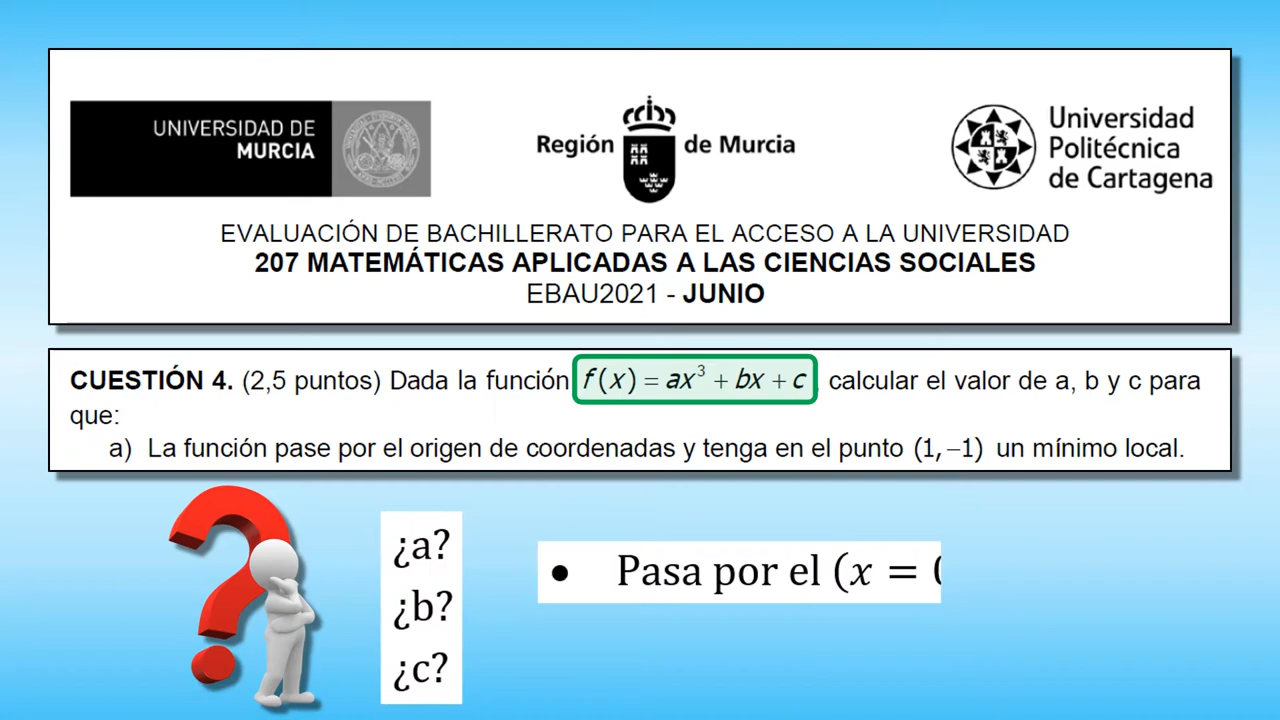 UNIVERSIDAD DE
MURCIA
Región de Murcia
Universidad
Politécnica
de Cartagena
EVALUACIÓN DE BACHILLERATO PARA EL ACCESO A LA UNIVERSIDAD
207 MATEMÁTICAS APLICADAS A LAS CIENCIAS SOCIALES
EBAU2021 - JUNIO
CUESTIÓN 4. (2,5 puntos) Dada la función f(x) = ax³ + bx + c, calcular el valor de a, b y c para
que:
a) La función pase por el origen de coordenadas y tenga en el punto (1, –1) un mínimo local.
¿a?
¿b?
¿c?
• Pasa por el (x =